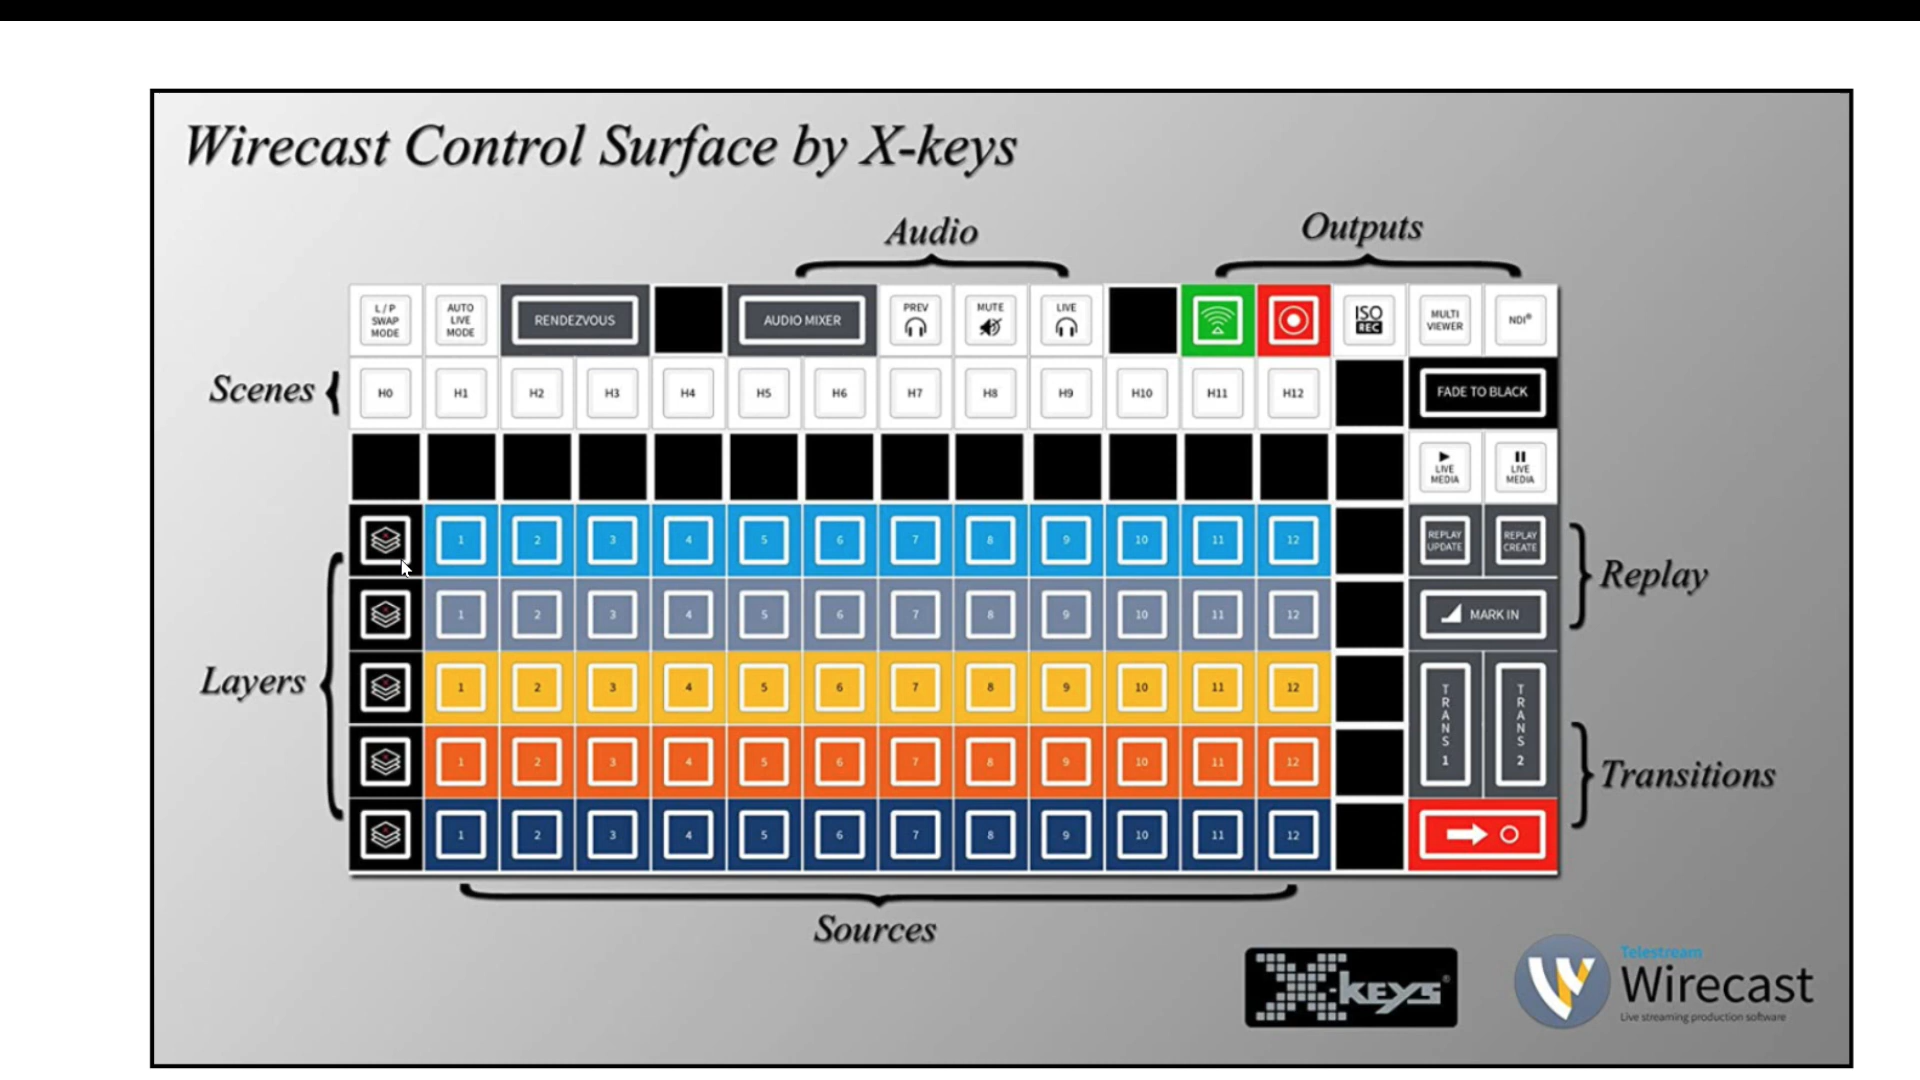 Wirecast Control Surface by X-keys
Audio
Outputs
L / P
SWAP
MODE
AUTO
LIVE
MODE
RENDEZVOUS
AUDIO MIXER
PREV
MUTE
LIVE
ISO
REC
MULTI
VIEWER
NDI®
Scenes
H0 H1 H2 H3 H4 H5 H6 H7 H8 H9 H10 H11 H12
FADE TO BLACK
LIVE
MEDIA
LIVE
MEDIA
1 2 3 4 5 6 7 8 9 10 11 12
REPLAY
UPDATE
REPLAY
CREATE
Replay
1 2 3 4 5 6 7 8 9 10 11 12
MARK IN
Layers
1 2 3 4 5 6 7 8 9 10 11 12
TRANS 1
TRANS 2
1 2 3 4 5 6 7 8 9 10 11 12
Transitions
1 2 3 4 5 6 7 8 9 10 11 12
Sources
X-KEYS®
Telestream
Wirecast
Live streaming production software